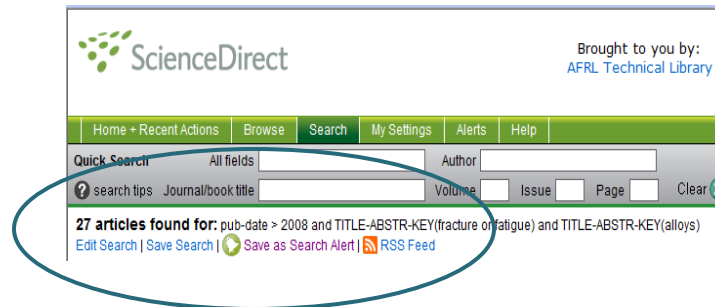 ScienceDirect
Brought to you by:
AFRL Technical Library
Home + Recent Actions Browse Search My Settings Alerts Help
Quick Search All fields Author
? search tips Journal/book title Volume Issue Page Clear
27 articles found for: pub-date > 2008 and TITLE-ABSTR-KEY(fracture or fatigue) and TITLE-ABSTR-KEY(alloys)
Edit Search | Save Search | Save as Search Alert | RSS Feed